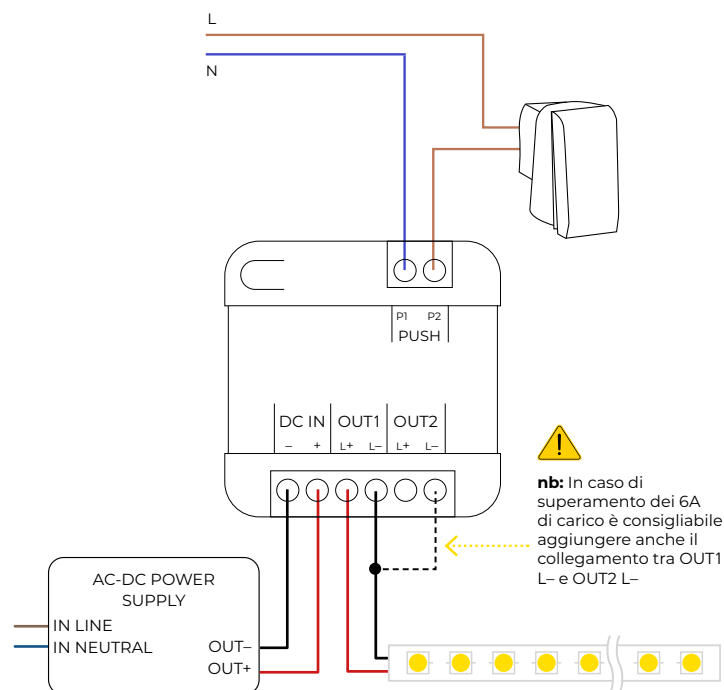 L
N
P1 P2
PUSH
DC IN OUT1 OUT2
– + L+ L– L+ L–
nb: In caso di
superamento dei 6A
di carico è consigliabile
aggiungere anche il
collegamento tra OUT1
L– e OUT2 L–
AC-DC POWER
SUPPLY
IN LINE
IN NEUTRAL
OUT–
OUT+